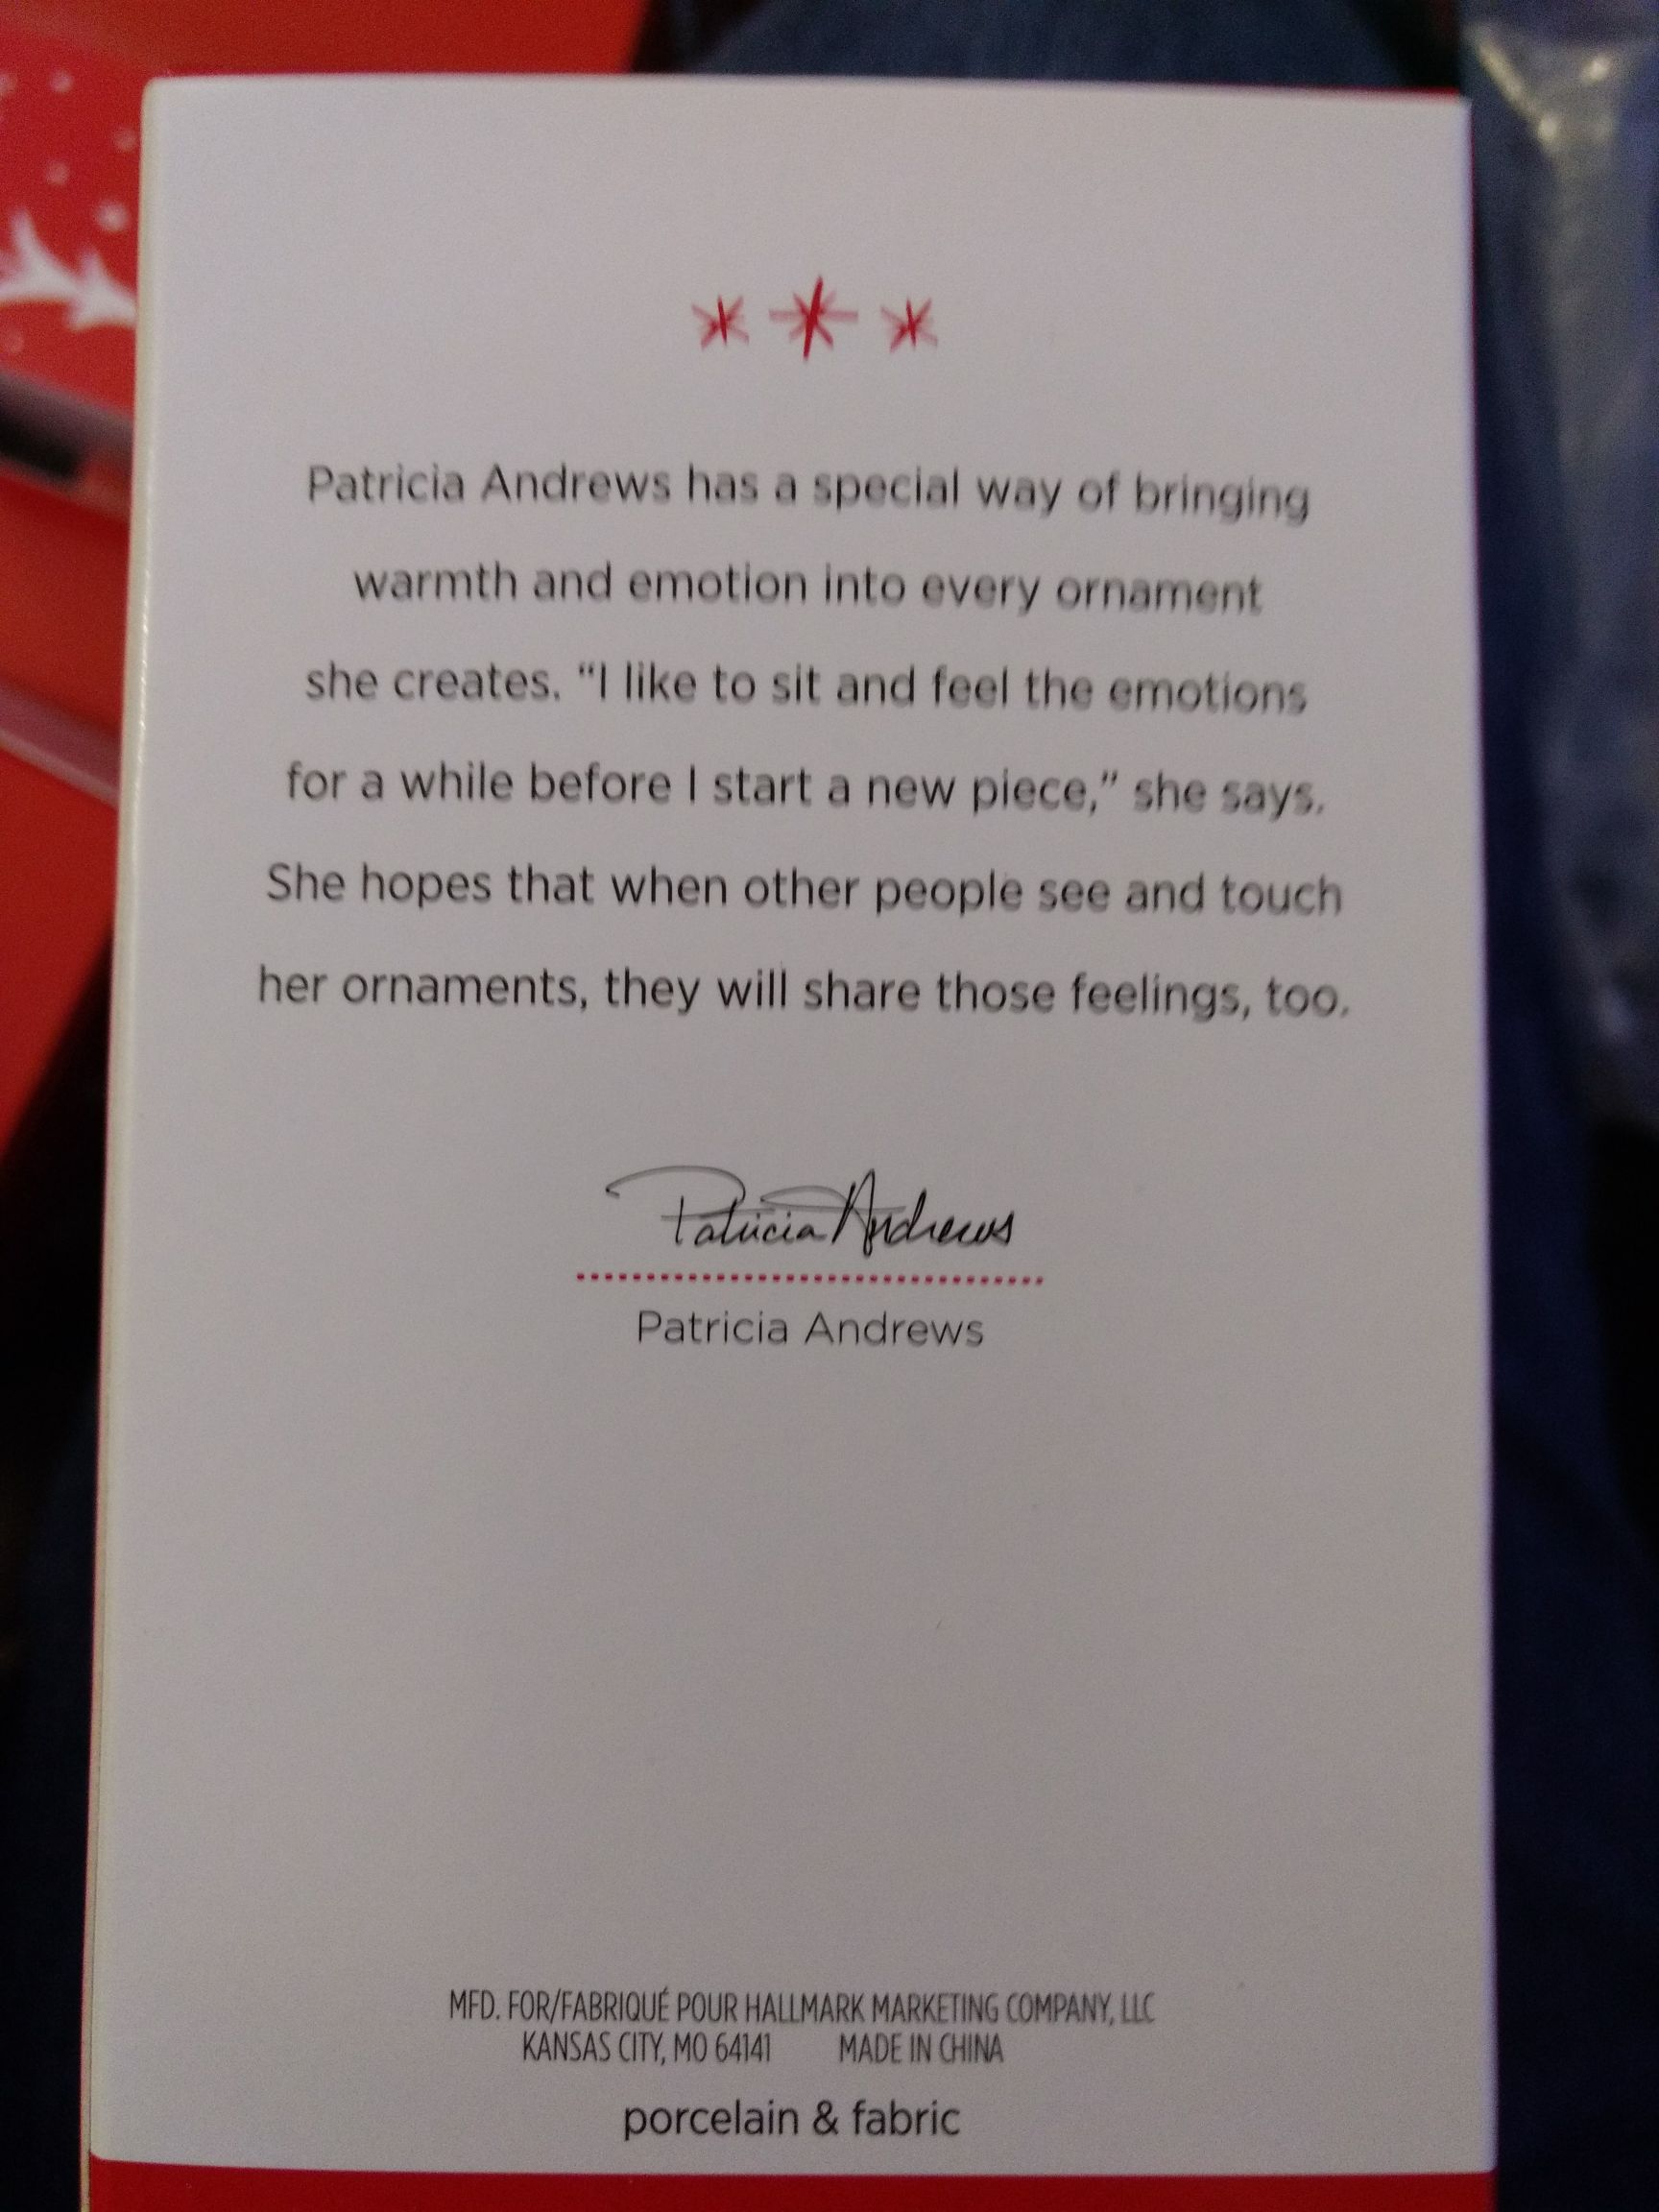 Patricia Andrews has a special way of bringing
warmth and emotion into every ornament
she creates. “I like to sit and feel the emotions
for a while before I start a new piece,” she says.
She hopes that when other people see and touch
her ornaments, they will share those feelings, too.
Patricia Andrews
Patricia Andrews
MFD. FOR/FABRIQUÉ POUR HALLMARK MARKETING COMPANY, LLC
KANSAS CITY, MO 64141 MADE IN CHINA
porcelain & fabric